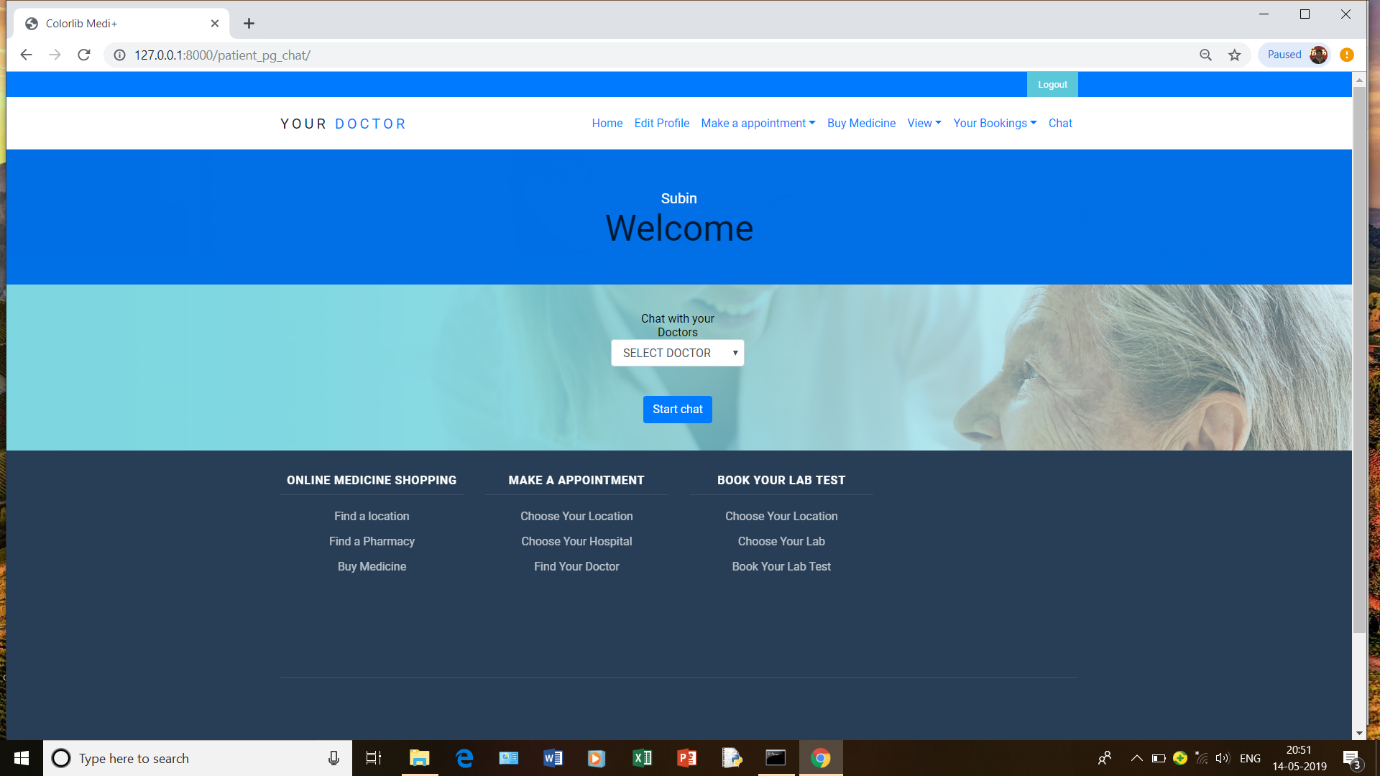 Colorlib Medi+
127.0.0.1:8000/patient_pg_chat/
Paused
Logout
YOUR DOCTOR
Home Edit Profile Make a appointment Buy Medicine View Your Bookings Chat
Subin
Welcome
Chat with your
Doctors
SELECT DOCTOR
Start chat
ONLINE MEDICINE SHOPPING
Find a location
Find a Pharmacy
Buy Medicine
MAKE A APPOINTMENT
Choose Your Location
Choose Your Hospital
Find Your Doctor
BOOK YOUR LAB TEST
Choose Your Location
Choose Your Lab
Book Your Lab Test
Type here to search
ENG
20:51
14-05-2019
3